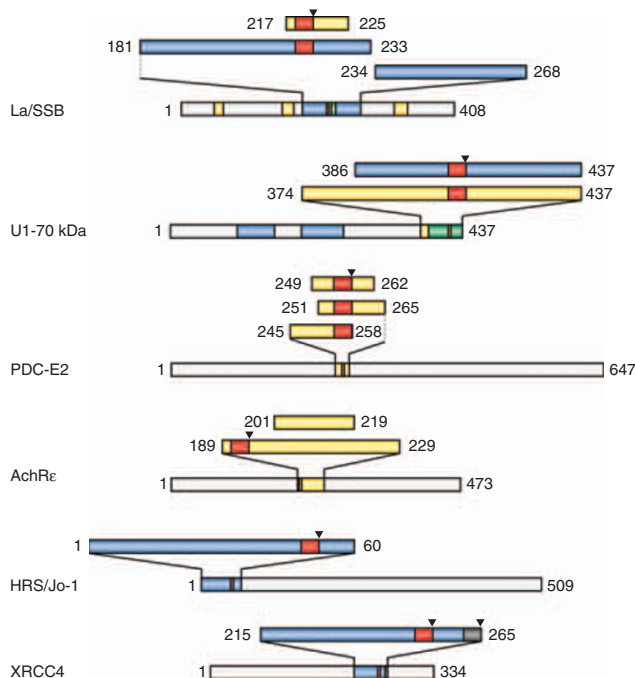 217 225
181 233
234 268
La/SSB 1 408
386 437
374 437
U1-70 kDa 1 437
249 262
251 265
245 258
PDC-E2 1 647
201 219
189 229
AchRε 1 473
1 60
HRS/Jo-1 1 509
215 265
XRCC4 1 334